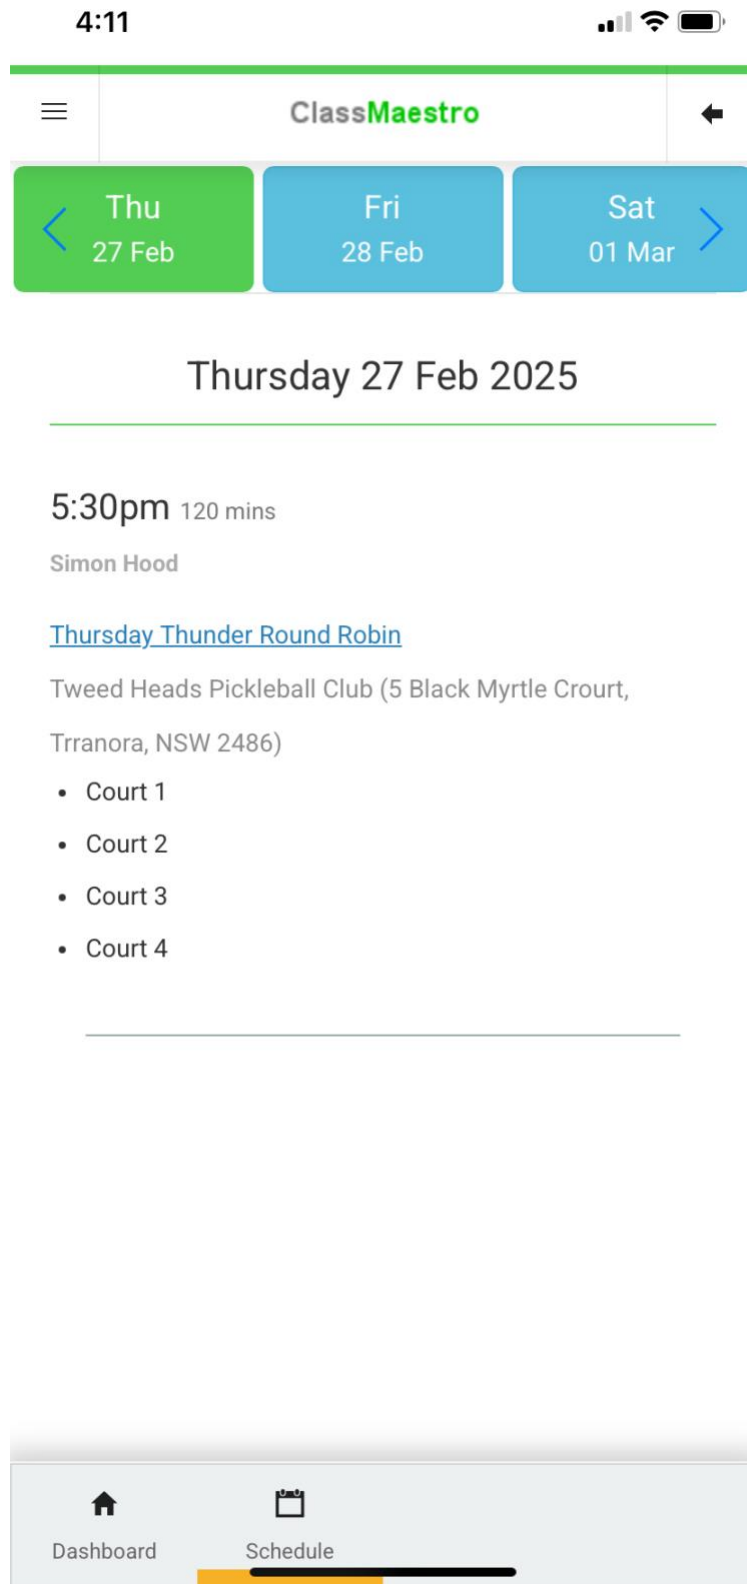 4:11
ClassMaestro
Thu
27 Feb
Fri
28 Feb
Sat
01 Mar
Thursday 27 Feb 2025
5:30pm 120 mins
Simon Hood
Thursday Thunder Round Robin
Tweed Heads Pickleball Club (5 Black Myrtle Crourt,
Trranora, NSW 2486)
• Court 1
• Court 2
• Court 3
• Court 4
Dashboard
Schedule